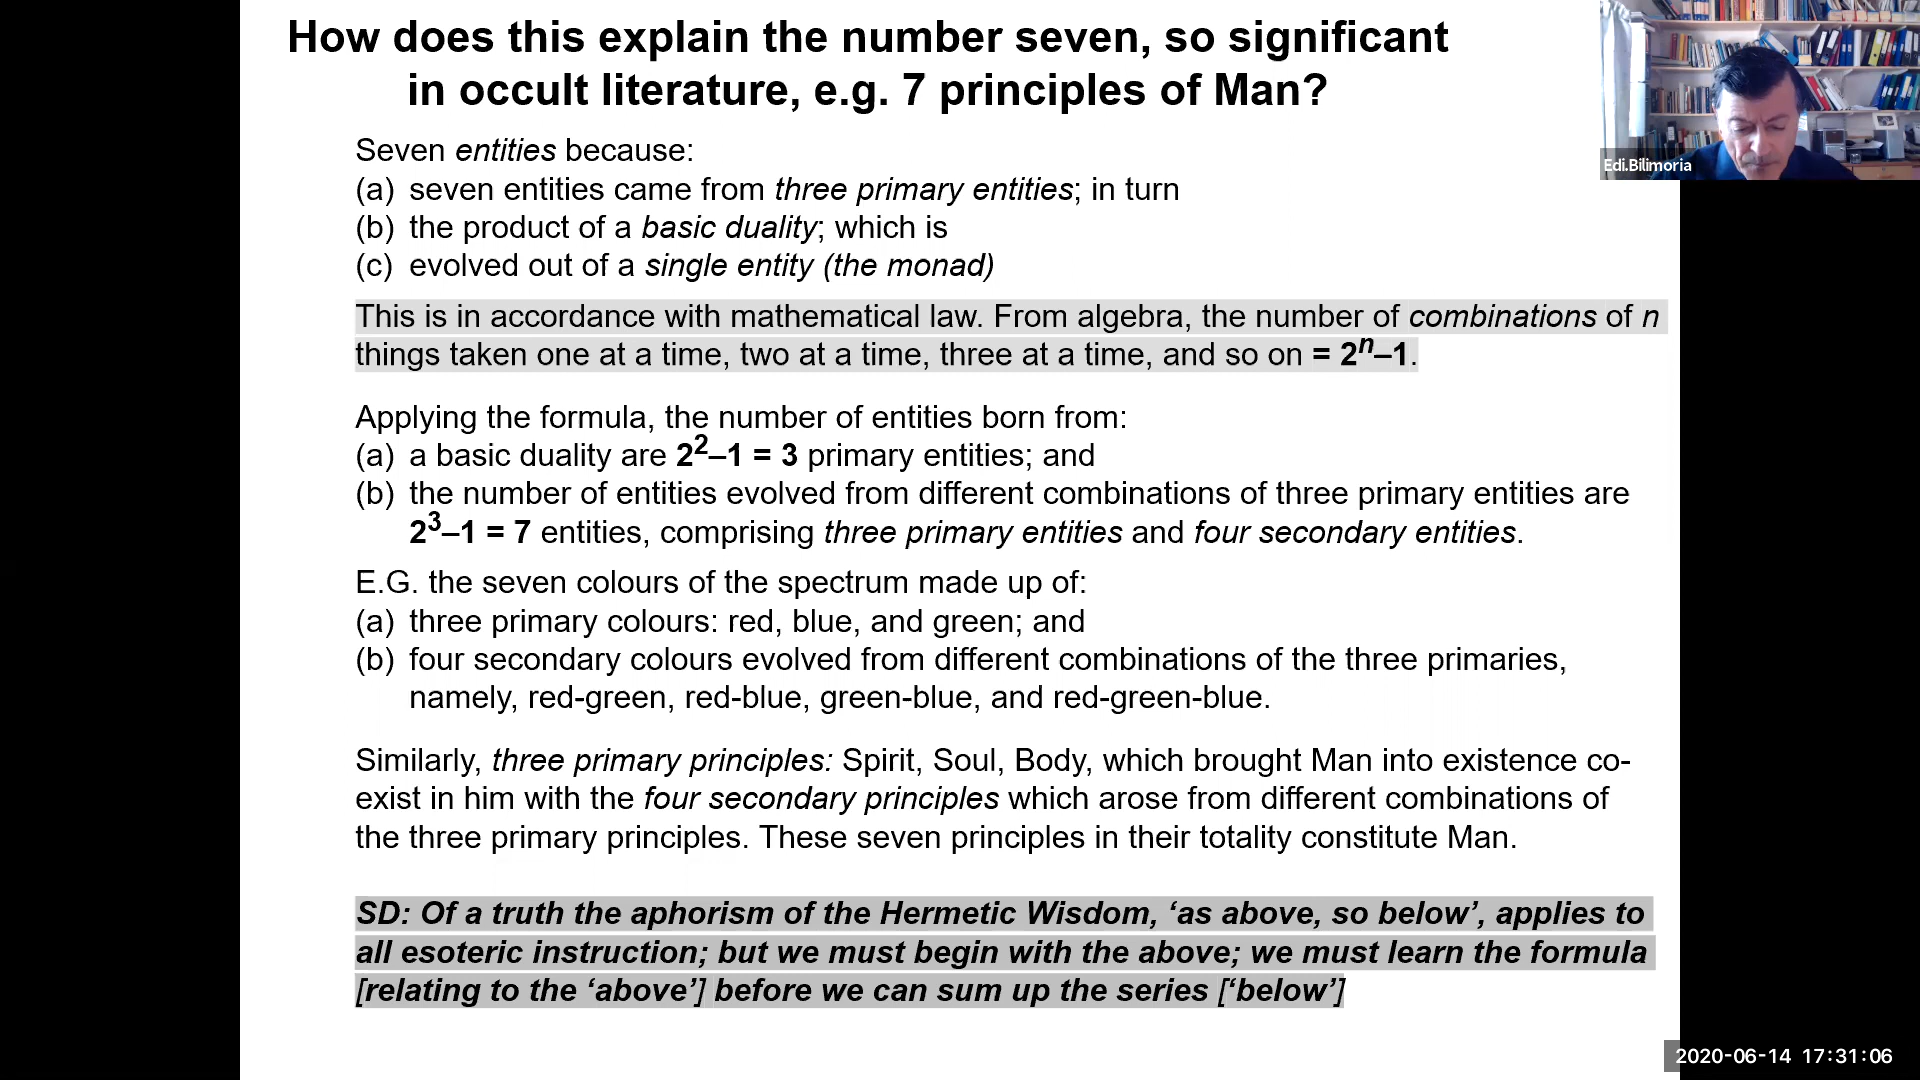 How does this explain the number seven, so significant
in occult literature, e.g. 7 principles of Man?
Edi.Bilimoria
Seven entities because:
(a) seven entities came from three primary entities; in turn
(b) the product of a basic duality; which is
(c) evolved out of a single entity (the monad)
This is in accordance with mathematical law. From algebra, the number of combinations of n
things taken one at a time, two at a time, three at a time, and so on = 2ⁿ–1.
Applying the formula, the number of entities born from:
(a) a basic duality are 2²–1 = 3 primary entities; and
(b) the number of entities evolved from different combinations of three primary entities are
2³–1 = 7 entities, comprising three primary entities and four secondary entities.
E.G. the seven colours of the spectrum made up of:
(a) three primary colours: red, blue, and green; and
(b) four secondary colours evolved from different combinations of the three primaries,
namely, red-green, red-blue, green-blue, and red-green-blue.
Similarly, three primary principles: Spirit, Soul, Body, which brought Man into existence co-
exist in him with the four secondary principles which arose from different combinations of
the three primary principles. These seven principles in their totality constitute Man.
SD: Of a truth the aphorism of the Hermetic Wisdom, ‘as above, so below’, applies to
all esoteric instruction; but we must begin with the above; we must learn the formula
[relating to the ‘above’] before we can sum up the series [‘below’]
2020-06-14 17:31:06